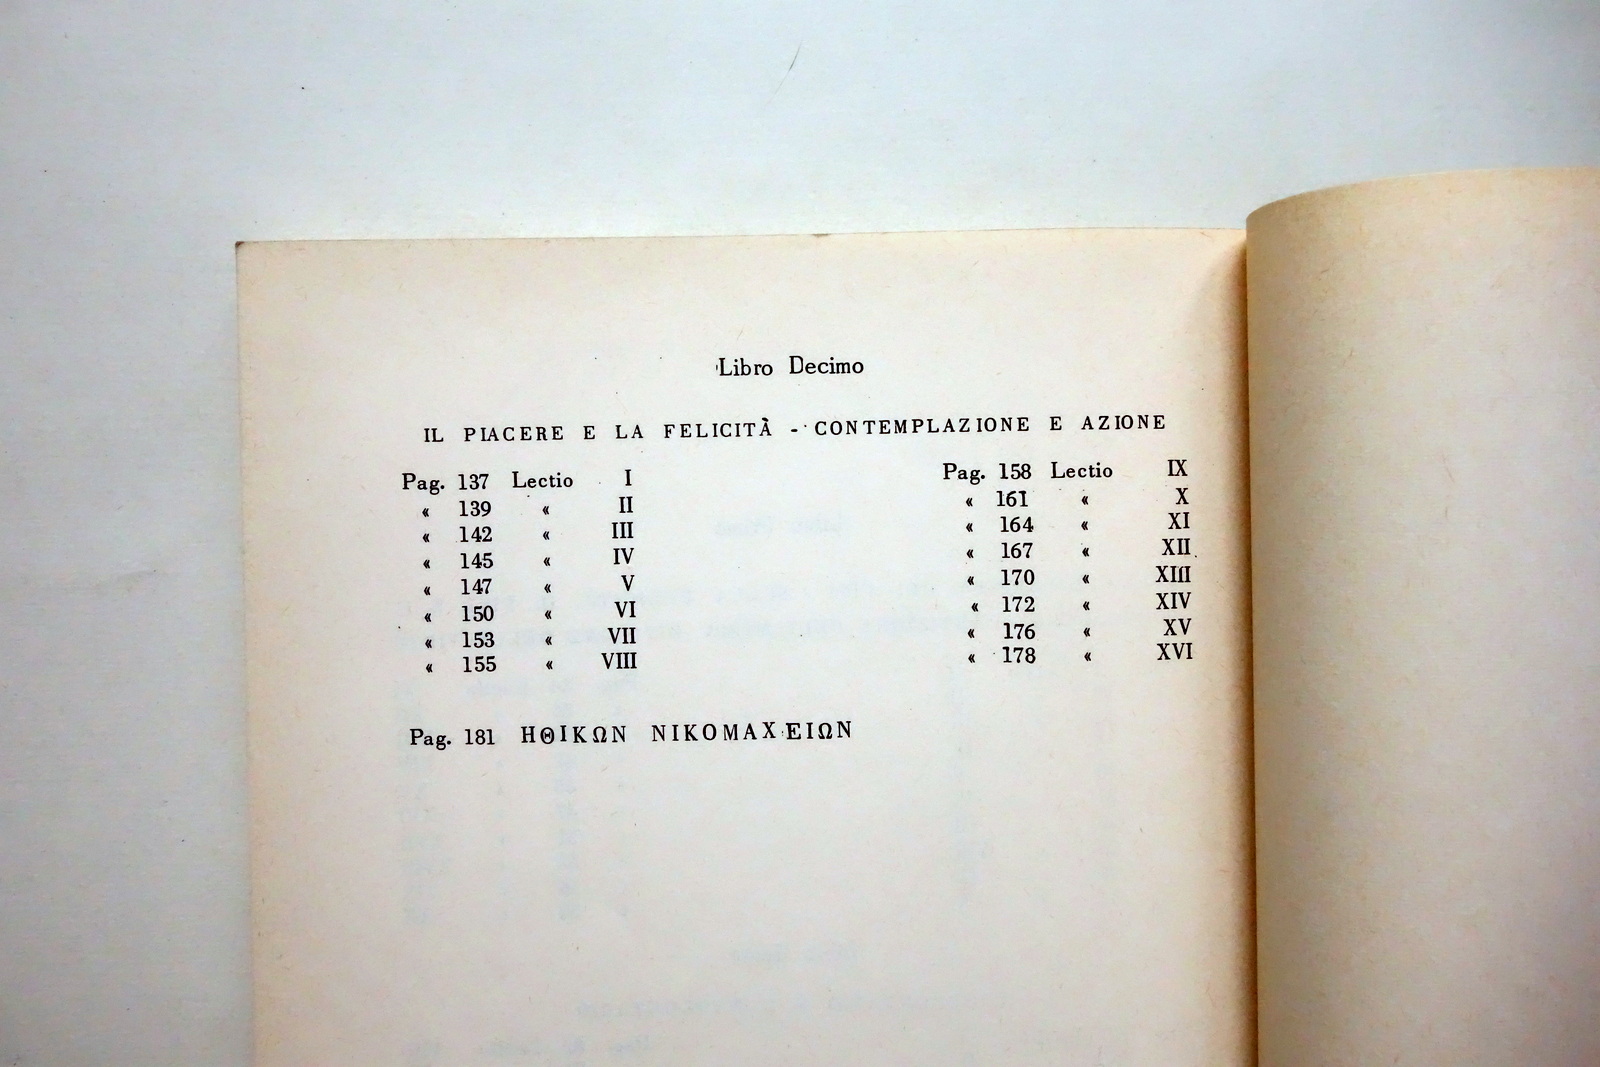 Libro Decimo
IL PIACERE E LA FELICITÀ - CONTEMPLAZIONE E AZIONE
Pag. 137 Lectio I
« 139 « II
« 142 « III
« 145 « IV
« 147 « V
« 150 « VI
« 153 « VII
« 155 « VIII
Pag. 158 Lectio IX
« 161 « X
« 164 « XI
« 167 « XII
« 170 « XIII
« 172 « XIV
« 176 « XV
« 178 « XVI
Pag. 181 ΗΘΙΚΩΝ ΝΙΚΟΜΑΧΕΙΩΝ